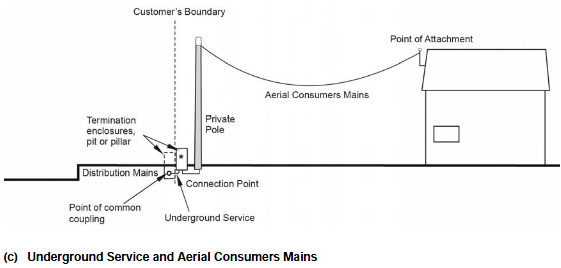 Customer's Boundary
Point of Attachment
Aerial Consumers Mains
Termination
enclosures,
pit or pillar
Private
Pole
*
Distribution Mains
Connection Point
Point of common
coupling
Underground Service
(c) Underground Service and Aerial Consumers Mains